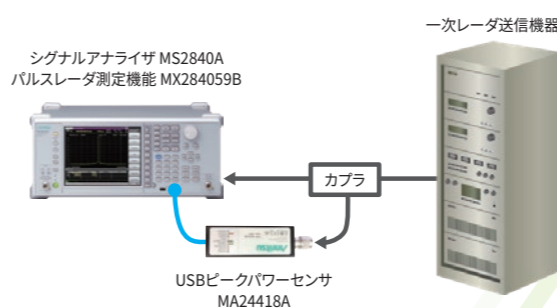 一次レーダ送信機器
シグナルアナライザ MS2840A
パルスレーダ測定機能 MX284059B
カプラ
Anritsu
USBピークパワーセンサ
MA24418A